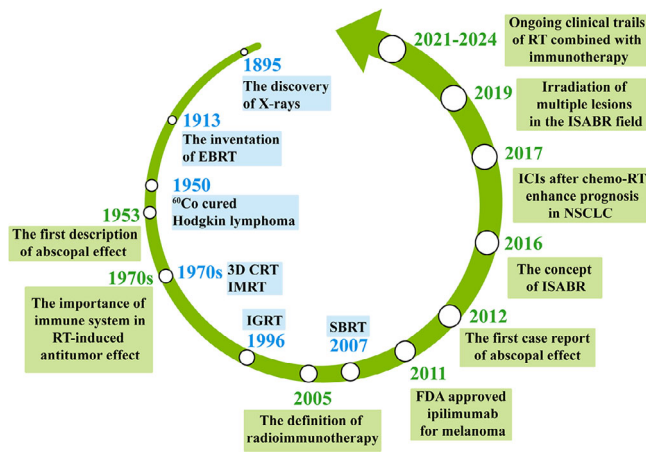 1895
The discovery
of X-rays
1913
The inventation
of EBRT
1950
⁶⁰Co cured
Hodgkin lymphoma
1953
The first description
of abscopal effect
1970s
The importance of
immune system in
RT-induced
antitumor effect
1970s
3D CRT
IMRT
IGRT
1996
2005
The definition of
radioimmunotherapy
SBRT
2007
2011
FDA approved
ipilimumab
for melanoma
2012
The first case report
of abscopal effect
2016
The concept
of ISABR
2017
ICIs after chemo-RT
enhance prognosis
in NSCLC
2019
Irradiation of
multiple lesions
in the ISABR field
2021-2024
Ongoing clinical trails
of RT combined with
immunotherapy